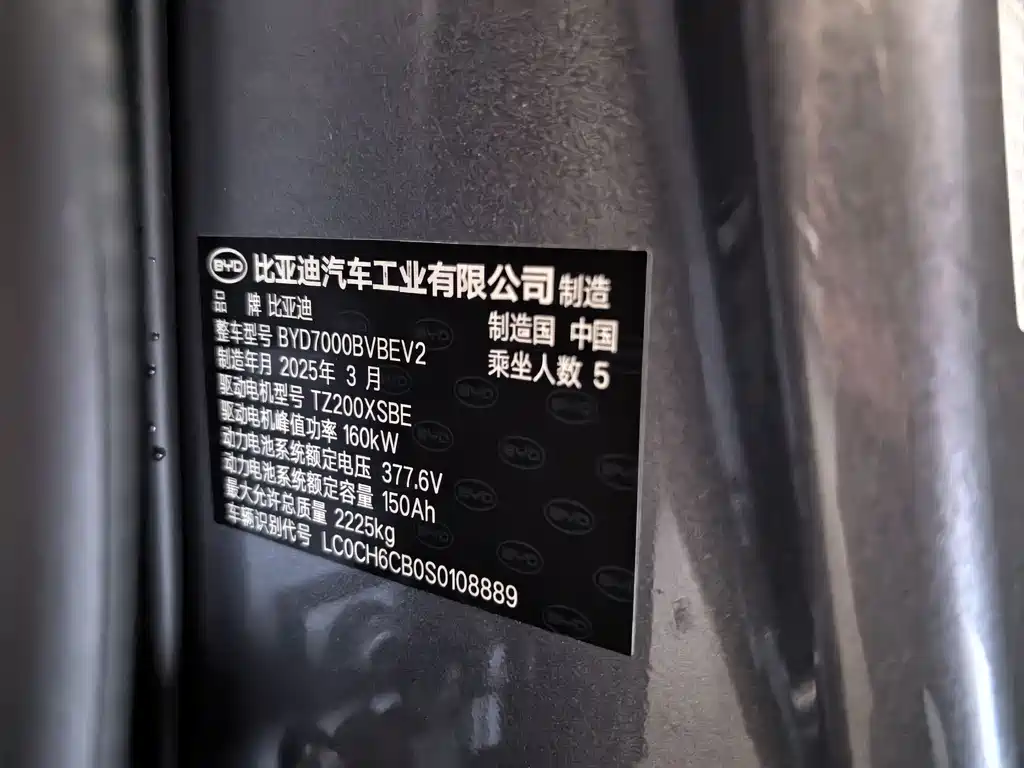 BYD 比亚迪汽车工业有限公司 制造
品 牌 比亚迪
制造国 中国
整车型号 BYD7000BVBEV2
乘坐人数 5
制造年月 2025年 3 月
驱动电机型号 TZ200XSBE
驱动电机峰值功率 160kW
动力电池系统额定电压 377.6V
动力电池系统额定容量 150Ah
最大允许总质量 2225kg
车辆识别代号 LC0CH6CB0S0108889